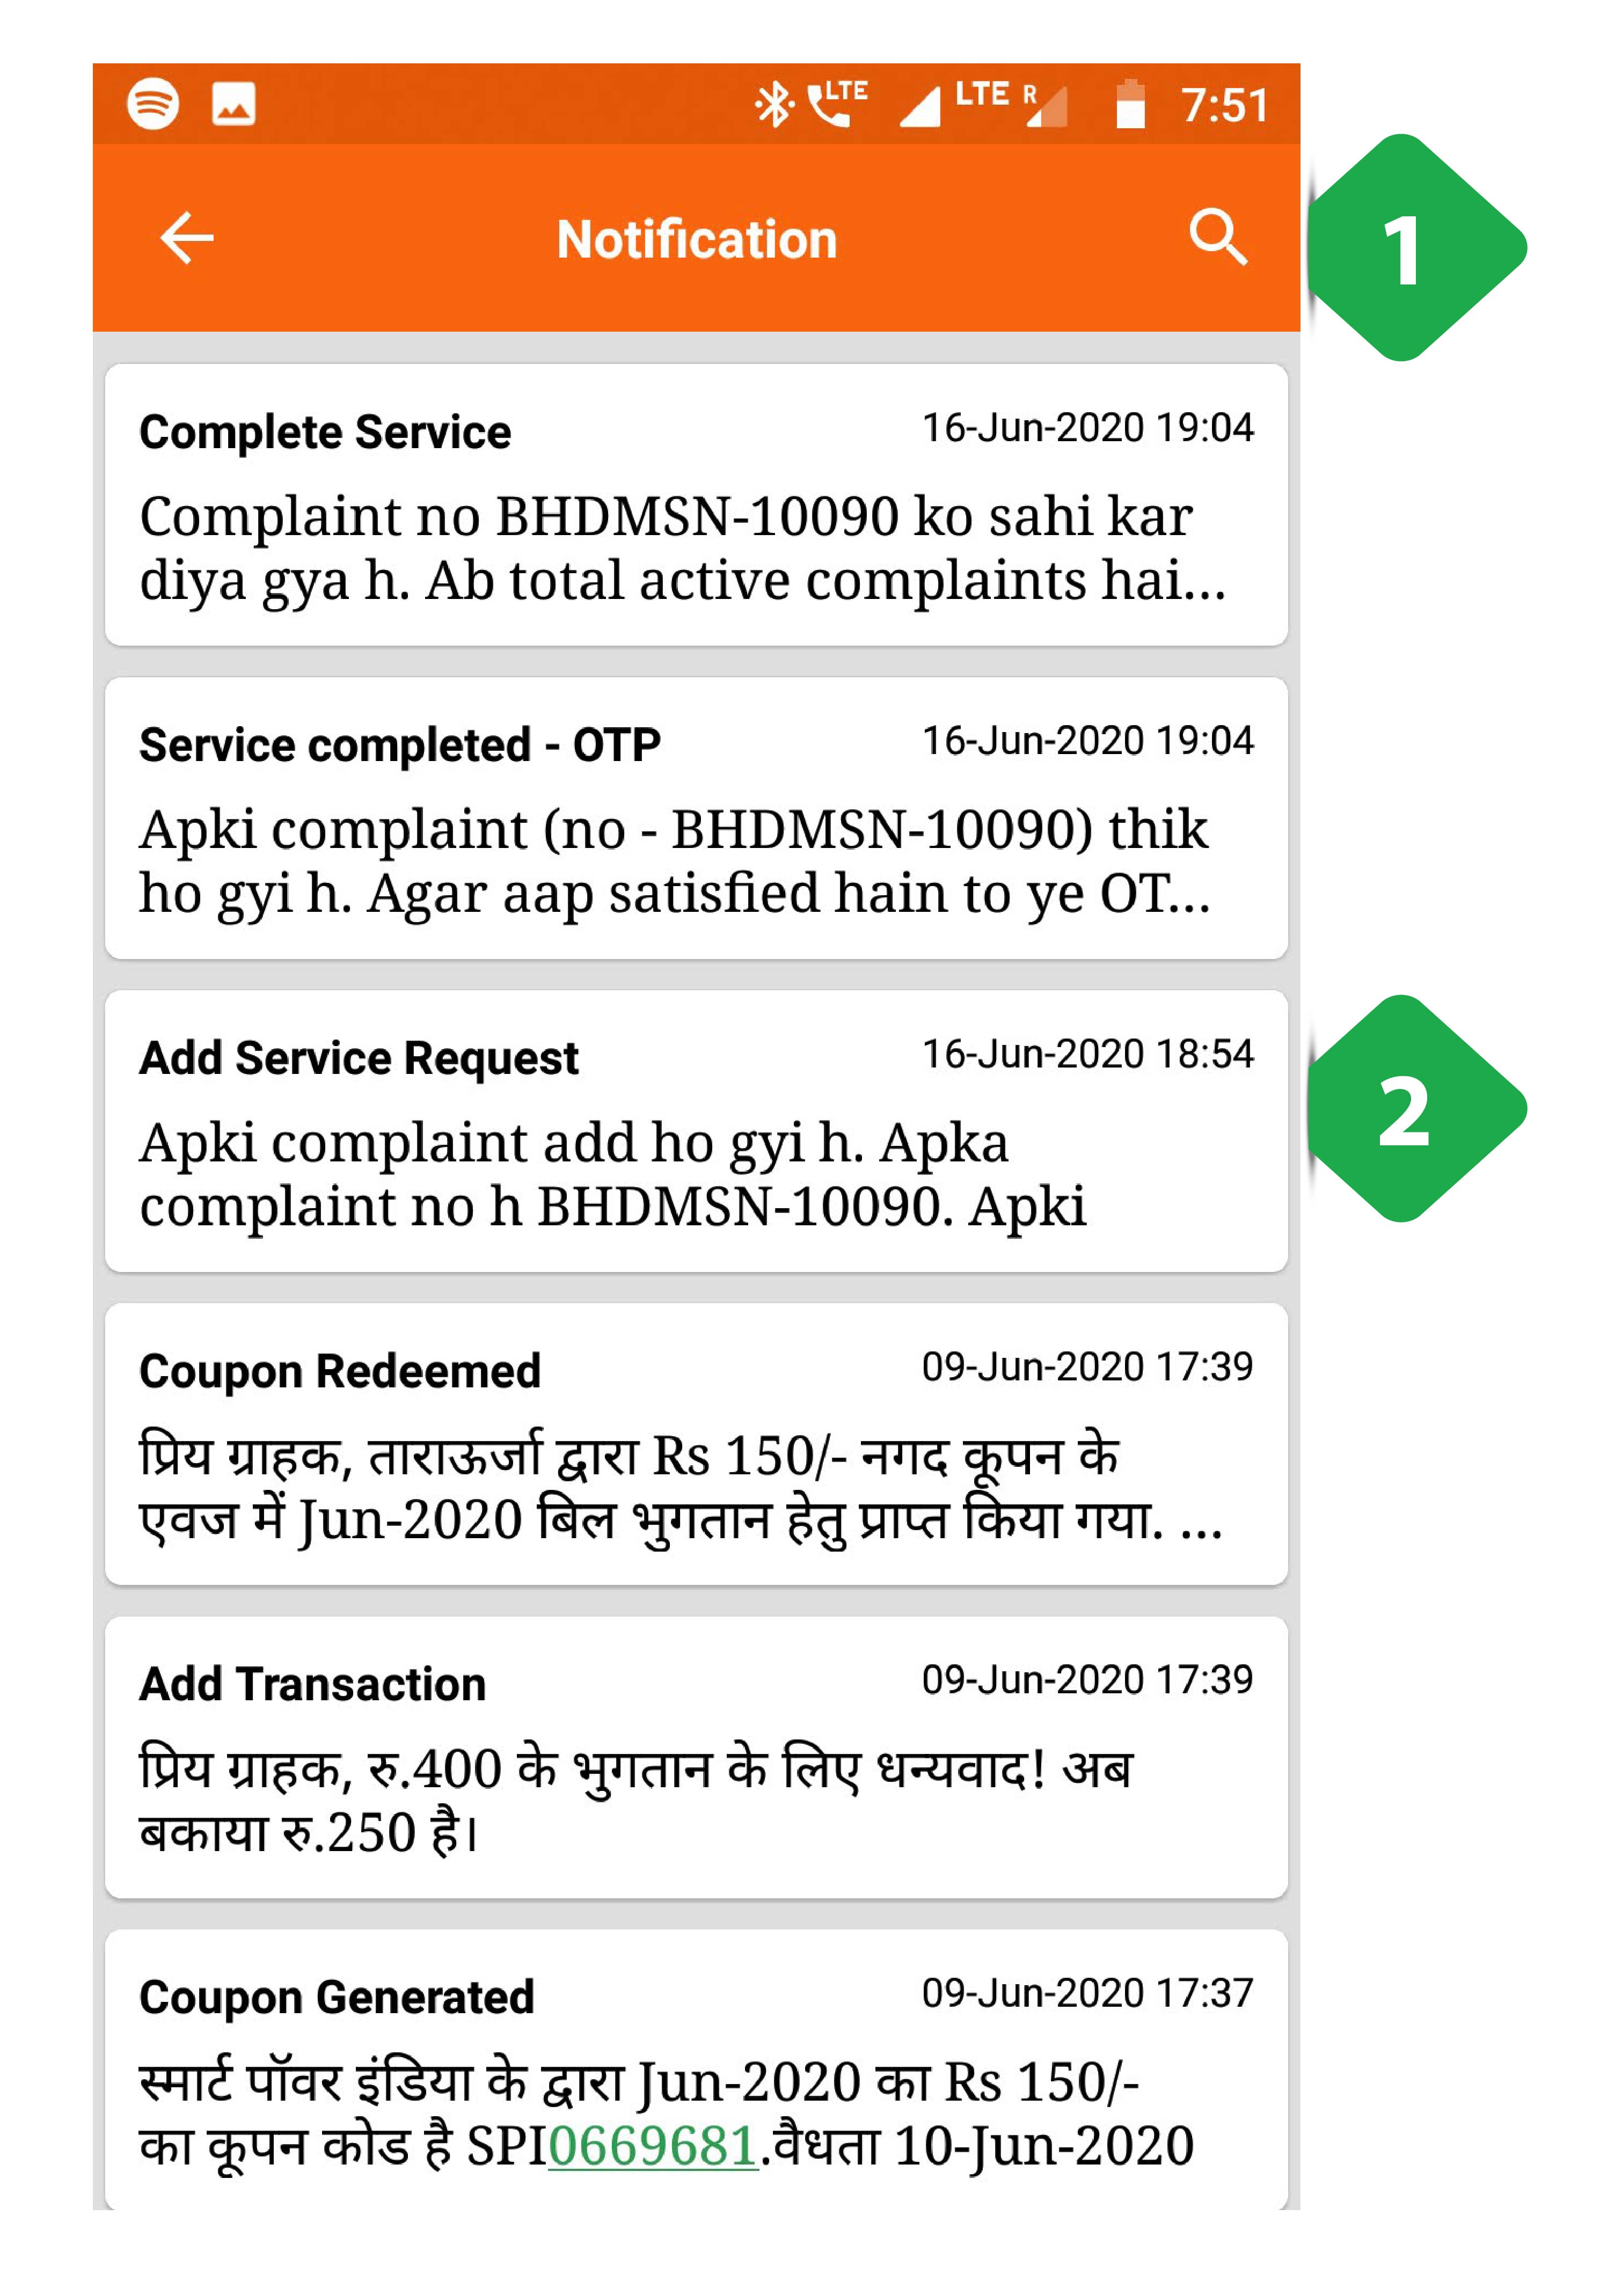 LTE LTE R 7:51
Notification
1
Complete Service 16-Jun-2020 19:04
Complaint no BHDMSN-10090 ko sahi kar
diya gya h. Ab total active complaints hai...
Service completed - OTP 16-Jun-2020 19:04
Apki complaint (no - BHDMSN-10090) thik
ho gyi h. Agar aap satisfied hain to ye OT...
Add Service Request 16-Jun-2020 18:54
2
Apki complaint add ho gyi h. Apka
complaint no h BHDMSN-10090. Apki
Coupon Redeemed 09-Jun-2020 17:39
प्रिय ग्राहक, ताराऊर्जा द्वारा Rs 150/- नगद कूपन के
एवज में Jun-2020 बिल भुगतान हेतु प्राप्त किया गया. ...
Add Transaction 09-Jun-2020 17:39
प्रिय ग्राहक, रु.400 के भुगतान के लिए धन्यवाद! अब
बकाया रु.250 है।
Coupon Generated 09-Jun-2020 17:37
स्मार्ट पॉवर इंडिया के द्वारा Jun-2020 का Rs 150/-
का कूपन कोड है SPI0669681.वैधता 10-Jun-2020